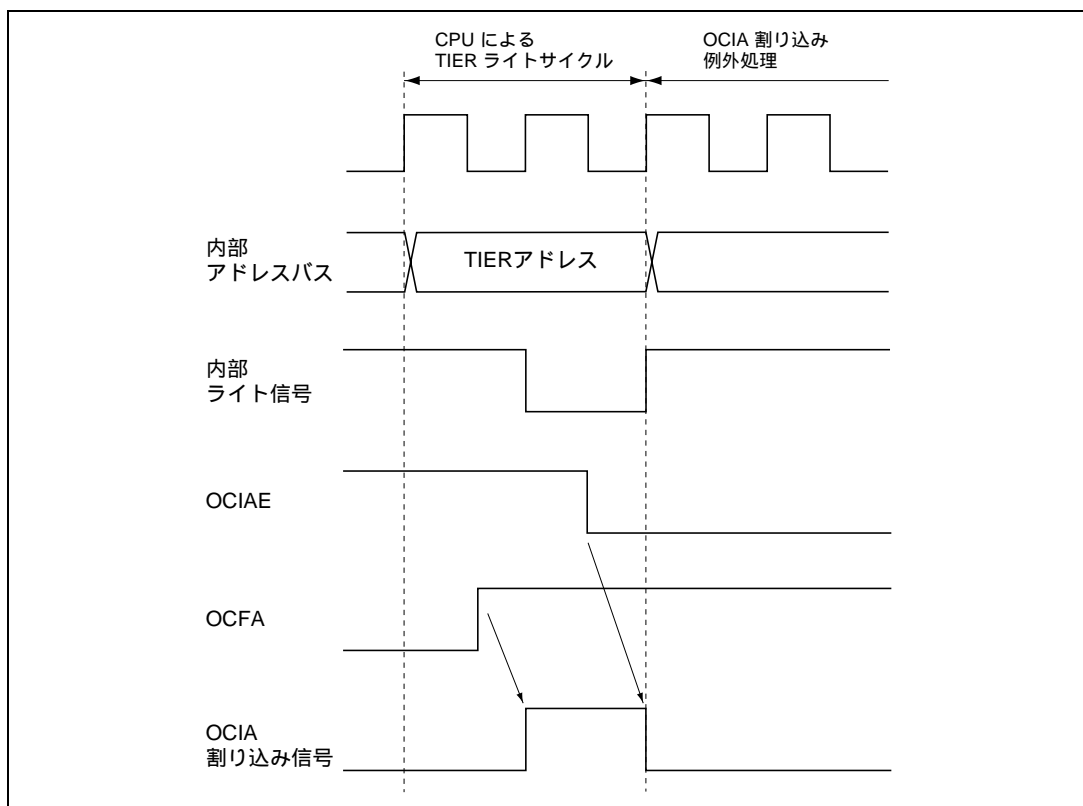 CPU による
TIER ライトサイクル
OCIA 割り込み
例外処理
内部
アドレスバス
TIERアドレス
内部
ライト信号
OCIAE
OCFA
OCIA
割り込み信号